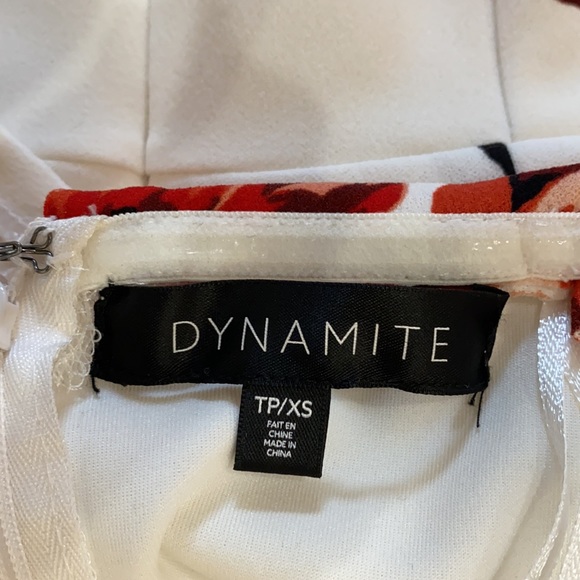 DYNAMITE
TP/XS
FAIT EN
CHINE
MADE IN
CHINA